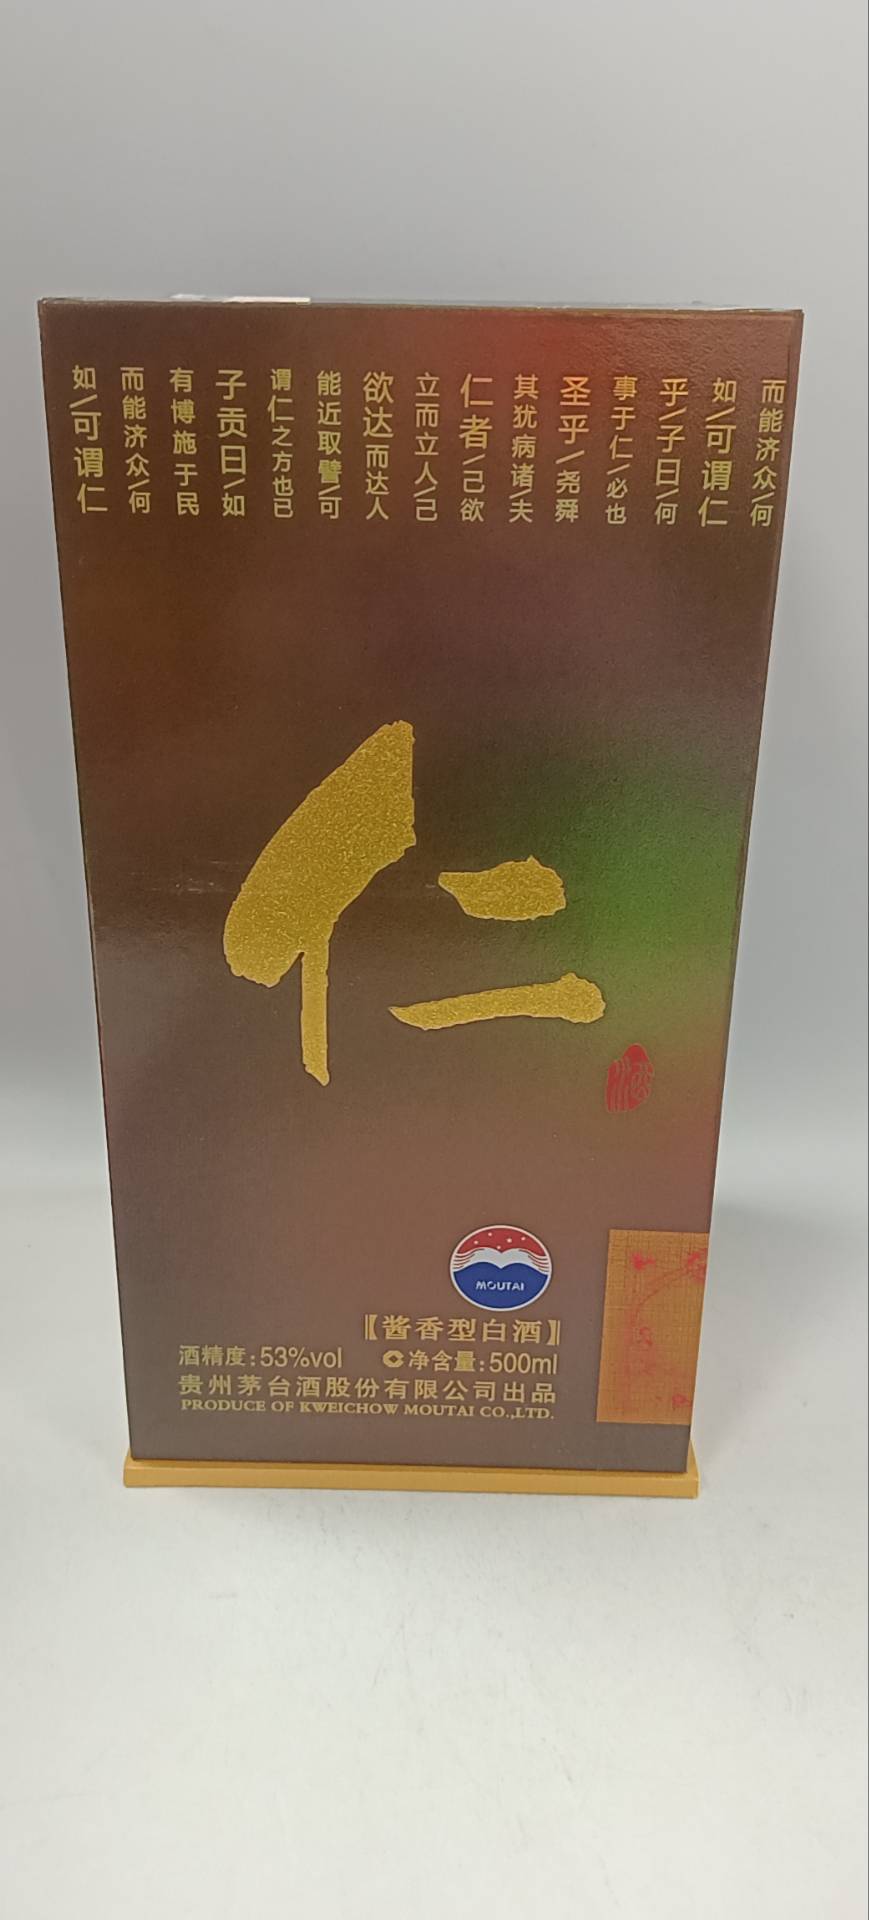 而能济众/何
如/可谓仁
乎/子曰/何
事于仁/必也
圣乎/尧舜
其犹病诸/夫
仁者/己欲
立而立人/己
欲达而达人
能近取譬/可
谓仁之方也已
子贡曰/如
有博施于民
而能济众/何
如/可谓仁
仁
MOUTAI
【酱香型白酒】
酒精度:53%vol 净含量:500ml
贵州茅台酒股份有限公司出品
PRODUCE OF KWEICHOW MOUTAI CO.,LTD.